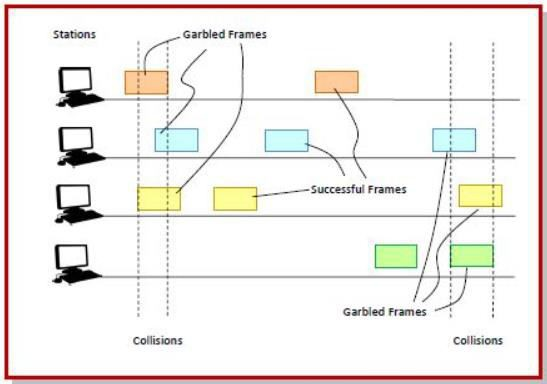 Stations
Garbled Frames
Successful Frames
Garbled Frames
Collisions
Collisions